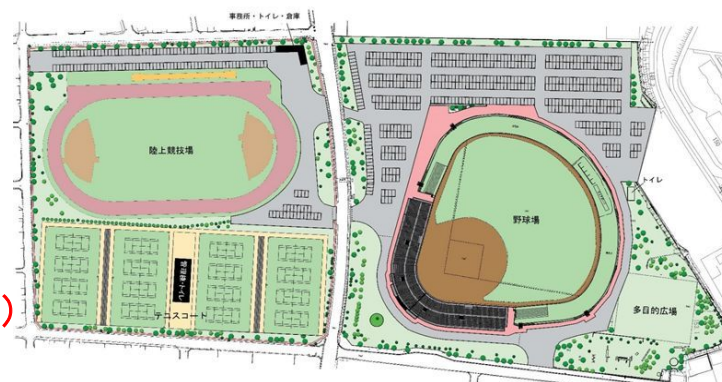 事務所・トイレ・倉庫
陸上競技場
野球場
トイレ
管理棟・トイレ
テニスコート
多目的広場